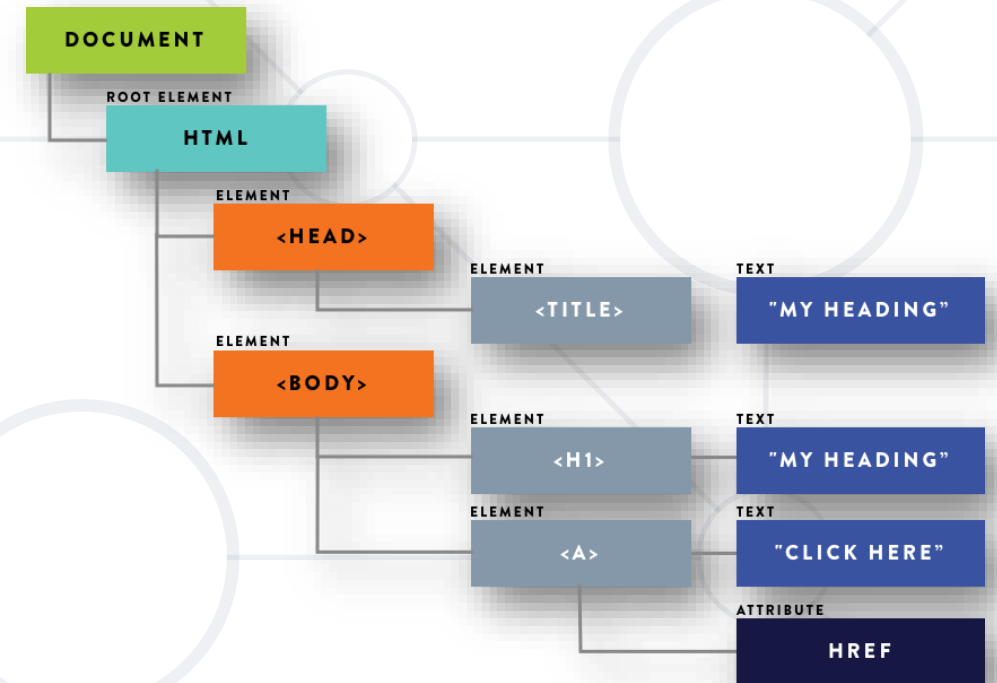 DOCUMENT
ROOT ELEMENT
HTML
ELEMENT
<HEAD>
ELEMENT
<TITLE>
TEXT
"MY HEADING”
ELEMENT
<BODY>
ELEMENT
<H1>
TEXT
"MY HEADING”
ELEMENT
<A>
TEXT
"CLICK HERE”
ATTRIBUTE
HREF